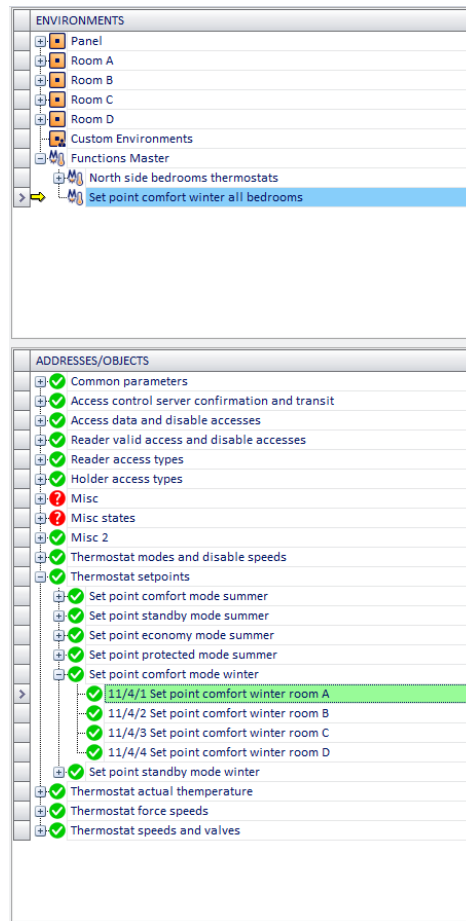 ENVIRONMENTS
Panel
Room A
Room B
Room C
Room D
Custom Environments
Functions Master
North side bedrooms thermostats
Set point comfort winter all bedrooms
ADDRESSES/OBJECTS
Common parameters
Access control server confirmation and transit
Access data and disable accesses
Reader valid access and disable accesses
Reader access types
Holder access types
Misc
Misc states
Misc 2
Thermostat modes and disable speeds
Thermostat setpoints
Set point comfort mode summer
Set point standby mode summer
Set point economy mode summer
Set point protected mode summer
Set point comfort mode winter
11/4/1 Set point comfort winter room A
11/4/2 Set point comfort winter room B
11/4/3 Set point comfort winter room C
11/4/4 Set point comfort winter room D
Set point standby mode winter
Thermostat actual themperature
Thermostat force speeds
Thermostat speeds and valves